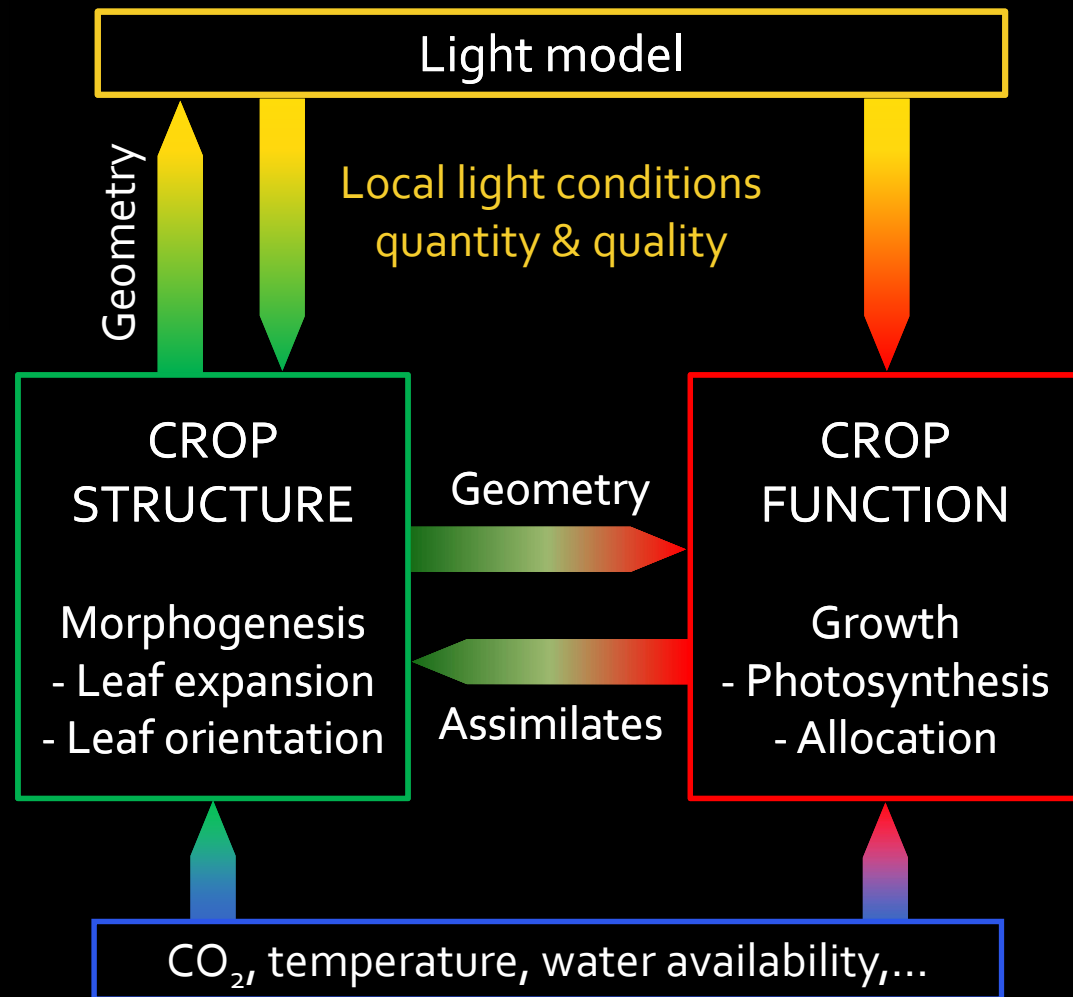 Light model
Geometry
Local light conditions
quantity & quality
CROP
STRUCTURE
Morphogenesis
- Leaf expansion
- Leaf orientation
Geometry
Assimilates
CROP
FUNCTION
Growth
- Photosynthesis
- Allocation
CO₂, temperature, water availability,...